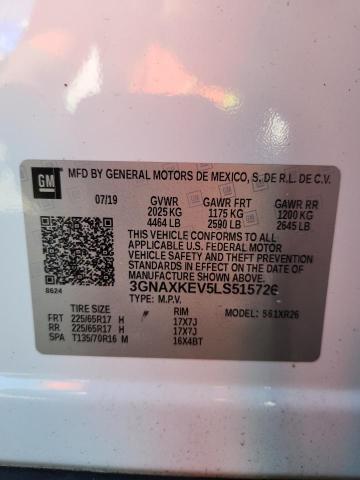 GM MFD BY GENERAL MOTORS DE MEXICO, S. DE R.L. DE C.V.
07/19 GVWR GAWR FRT GAWR RR
2025 KG 1175 KG 1200 KG
4464 LB 2590 LB 2645 LB
THIS VEHICLE CONFORMS TO ALL APPLICABLE
U.S. FEDERAL MOTOR
VEHICLE SAFETY AND THEFT PREVENTION
STANDARDS IN EFFECT ON THE DATE OF
MANUFACTURE SHOWN ABOVE.
8624 3GNAXKEV5LS515726
TYPE: M.P.V.
TIRE SIZE RIM MODEL: S61XR26
FRT 225/65R17 H 17X7J
RR 225/65R17 H 17X7J
SPA T135/70R16 M 16X4BT